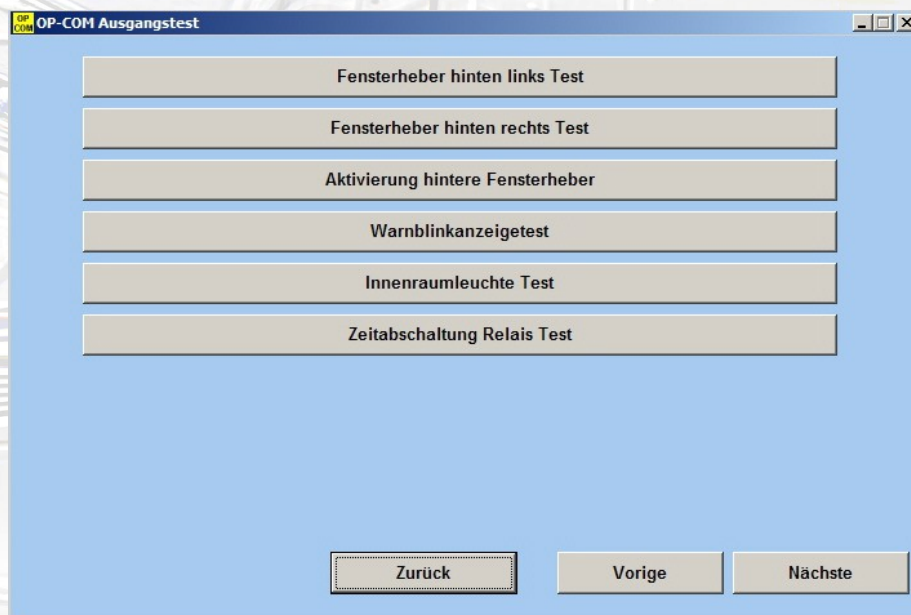 OP COM OP-COM Ausgangstest
Fensterheber hinten links Test
Fensterheber hinten rechts Test
Aktivierung hintere Fensterheber
Warnblinkanzeigetest
Innenraumleuchte Test
Zeitabschaltung Relais Test
Zurück Vorige Nächste